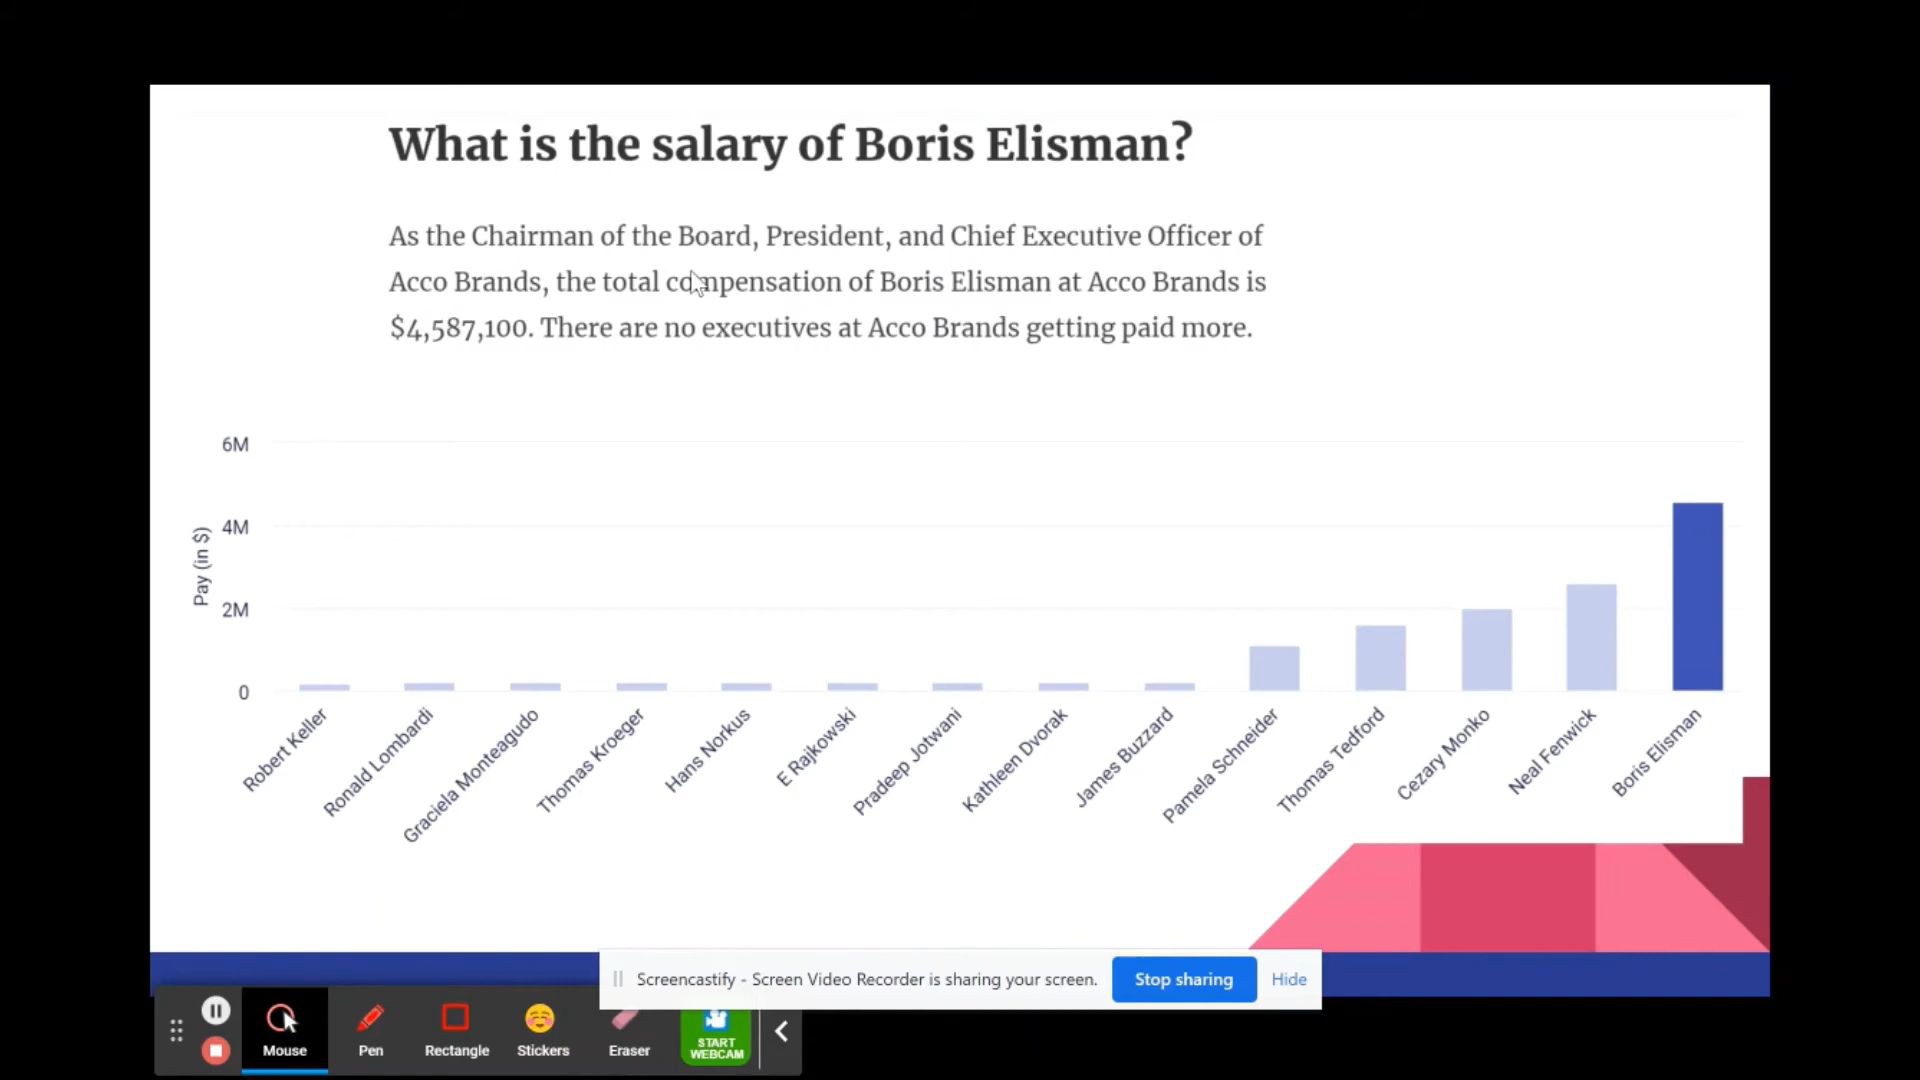 What is the salary of Boris Elisman?
As the Chairman of the Board, President, and Chief Executive Officer of
Acco Brands, the total compensation of Boris Elisman at Acco Brands is
$4,587,100. There are no executives at Acco Brands getting paid more.
6M
4M
2M
0
Pay (in $)
Robert Keller
Ronald Lombardi
Graciela Monteagudo
Thomas Kroeger
Hans Norkus
E Rajkowski
Pradeep Jotwani
Kathleen Dvorak
James Buzzard
Pamela Schneider
Thomas Tedford
Cezary Monko
Neal Fenwick
Boris Elisman
Screencastify - Screen Video Recorder is sharing your screen.
Stop sharing
Hide
Mouse
Pen
Rectangle
Stickers
Eraser
START
WEBCAM